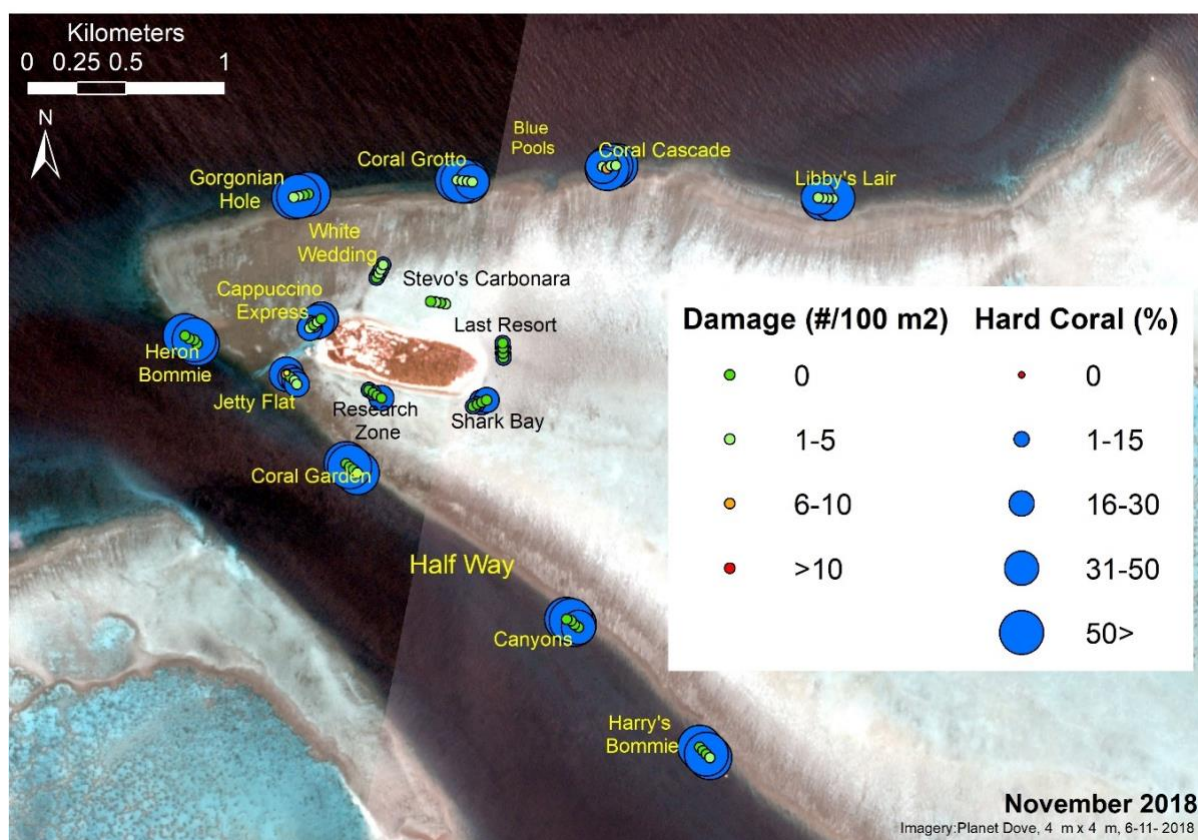 Kilometers
0 0.25 0.5 1
N
Blue
Pools
Coral Grotto
Coral Cascade
Gorgonian
Hole
Libby's Lair
White
Wedding
Stevo's Carbonara
Cappuccino
Express
Last Resort
Heron
Bommie
Jetty Flat
Research
Zone
Shark Bay
Coral Garden
Half Way
Canyons
Harry's
Bommie
Damage (#/100 m2) Hard Coral (%)
0 0
1-5 1-15
6-10 16-30
>10 31-50
50>
November 2018
Imagery:Planet Dove, 4 m x 4 m, 6-11- 2018